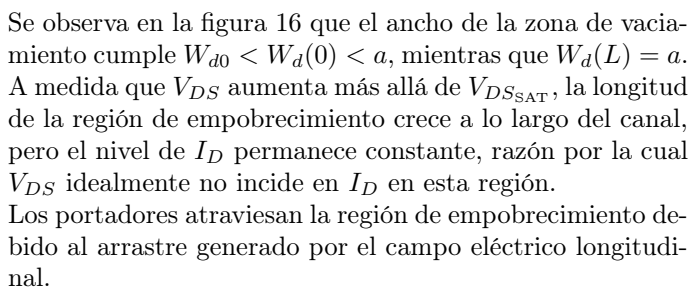 Se observa en la figura 16 que el ancho de la zona de vacia-
miento cumple $W_{d0} < W_d(0) < a$, mientras que $W_d(L) = a$.
A medida que $V_{DS}$ aumenta más allá de $V_{DS_{SAT}}$, la longitud
de la región de empobrecimiento crece a lo largo del canal,
pero el nivel de $I_D$ permanece constante, razón por la cual
$V_{DS}$ idealmente no incide en $I_D$ en esta región.
Los portadores atraviesan la región de empobrecimiento de-
bido al arrastre generado por el campo eléctrico longitudi-
nal.